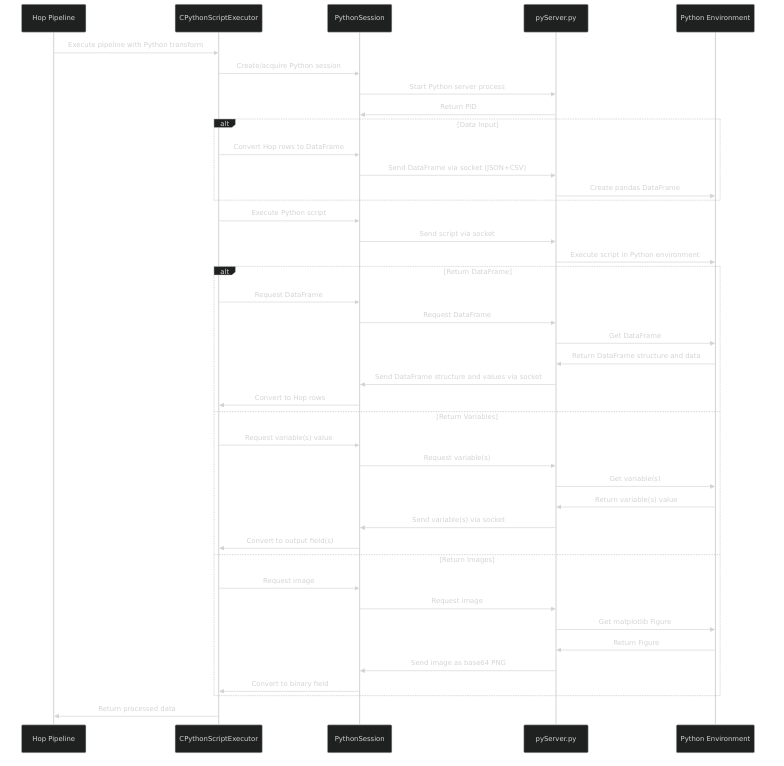 Hop Pipeline
CPythonScriptExecutor
PythonSession
pyServer.py
Python Environment
Execute pipeline with Python transform
Create/acquire Python session
Start Python server process
Return PID
alt
[Data Input]
Convert Hop rows to DataFrame
Send DataFrame via socket (JSON+CSV)
Create pandas DataFrame
Execute Python script
Send script via socket
Execute script in Python environment
alt
[Return DataFrame]
Request DataFrame
Request DataFrame
Get DataFrame
Return DataFrame structure and data
Send DataFrame structure and values via socket
Convert to Hop rows
[Return Variables]
Request variable(s) value
Request variable(s)
Get variable(s)
Return variable(s) value
Send variable(s) via socket
Convert to output field(s)
[Return Images]
Request image
Request image
Get matplotlib Figure
Return Figure
Send image as base64 PNG
Convert to binary field
Return processed data
Hop Pipeline
CPythonScriptExecutor
PythonSession
pyServer.py
Python Environment